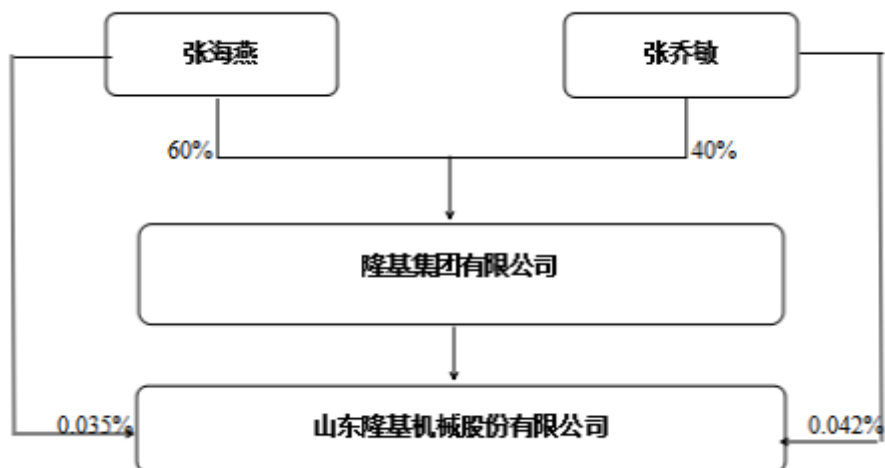 张海燕
张乔敏
60%
40%
隆基集团有限公司
0.035%
山东隆基机械股份有限公司
0.042%